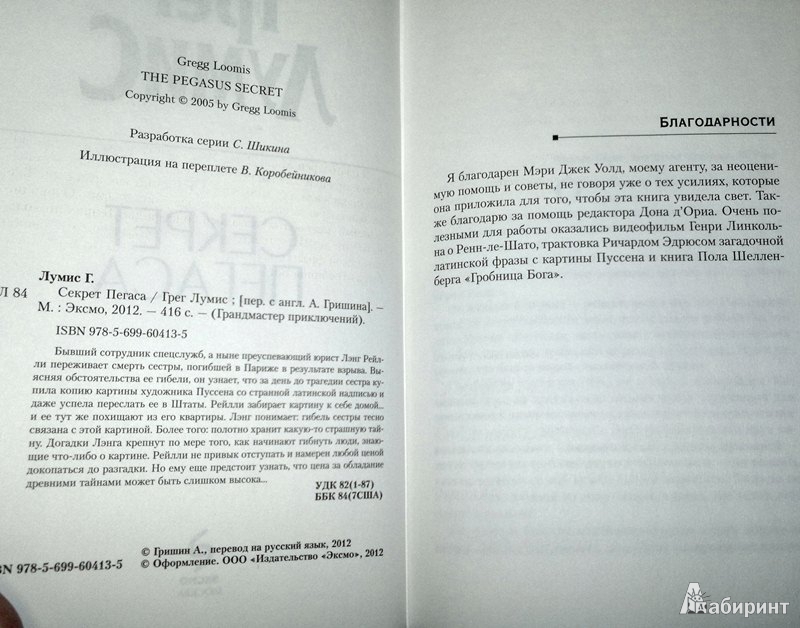 Gregg Loomis
THE PEGASUS SECRET
Copyright © 2005 by Gregg Loomis
Разработка серии С. Шикина
Иллюстрация на переплете В. Коробейникова
Лумис Г.
Л 84
Секрет Пегаса / Грег Лумис ; [пер. с англ. А. Гришина]. —
М. : Эксмо, 2012. — 416 с. — (Грандмастер приключений).
ISBN 978-5-699-60413-5
Бывший сотрудник спецслужб, а ныне преуспевающий юрист Лэнг Рейл-
ли переживает смерть сестры, погибшей в Париже в результате взрыва. Вы-
ясняя обстоятельства ее гибели, он узнает, что за день до трагедии сестра ку-
пила копию картины художника Пуссена со странной латинской надписью и
даже успела переслать ее в Штаты. Рейлли забирает картину к себе домой...
и ее тут же похищают из его квартиры. Лэнг понимает: гибель сестры тесно
связана с этой картиной. Более того: полотно хранит какую-то страшную тай-
ну. Догадки Лэнга крепнут по мере того, как начинают гибнуть люди, знаю-
щие что-либо о картине. Рейлли не привык отступать и намерен любой ценой
докопаться до разгадки. Но ему еще предстоит узнать, что цена за обладание
древними тайнами может быть слишком высока...
УДК 82(1-87)
ББК 84(7США)
© Гришин А., перевод на русский язык, 2012
BN 978-5-699-60413-5 © Оформление. ООО «Издательство «Эксмо», 2012
БЛАГОДАРНОСТИ
Я благодарен Мэри Джек Уолд, моему агенту, за неоцени-
мую помощь и советы, не говоря уже о тех усилиях, которые
она приложила для того, чтобы эта книга увидела свет. Так-
же благодарю за помощь редактора Дона д'Ориа. Очень по-
лезными для работы оказались видеофильм Генри Линколь-
на о Ренн-ле-Шато, трактовка Ричардом Эдрюсом загадочной
латинской фразы с картины Пуссена и книга Пола Шеллен-
берга «Гробница Бога».
Лабиринт